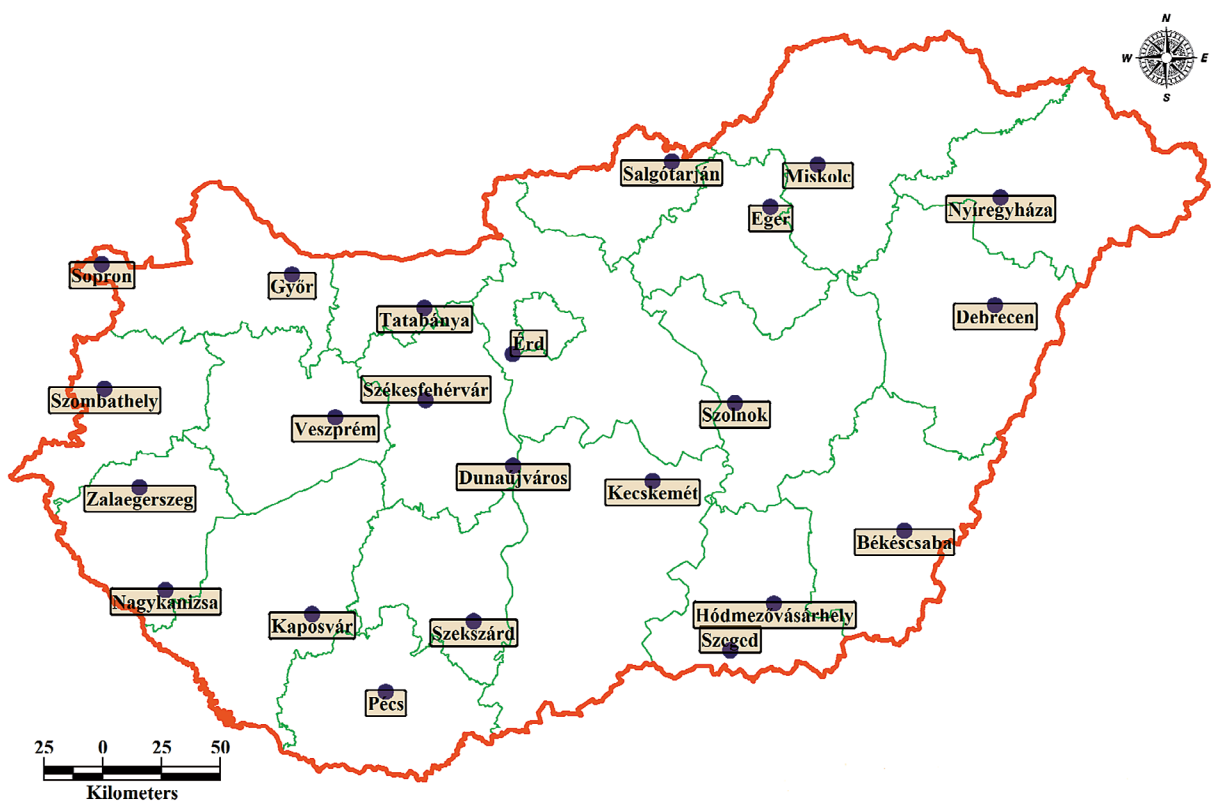 N
W E
S
Salgótarján
Miskolc
Eger
Nyíregyháza
Sopron
Győr
Tatabánya
Debrecen
Érd
Székesfehérvár
Szombathely
Veszprém
Szolnok
Dunaújváros
Kecskemét
Zalaegerszeg
Békéscsaba
Nagykanizsa
Kaposvár
Szekszárd
Hódmezővásárhely
Szeged
Pécs
25 0 25 50
Kilometers